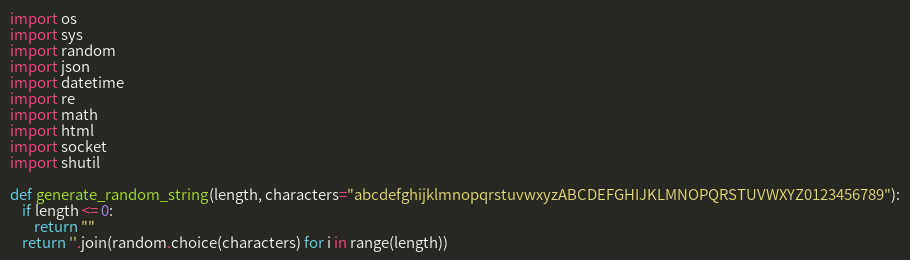 import os
import sys
import random
import json
import datetime
import re
import math
import html
import socket
import shutil

def generate_random_string(length, characters="abcdefghijklmnopqrstuvwxyzABCDEFGHIJKLMNOPQRSTUVWXYZ0123456789"):
    if length <= 0:
        return ""
    return ''.join(random.choice(characters) for i in range(length))